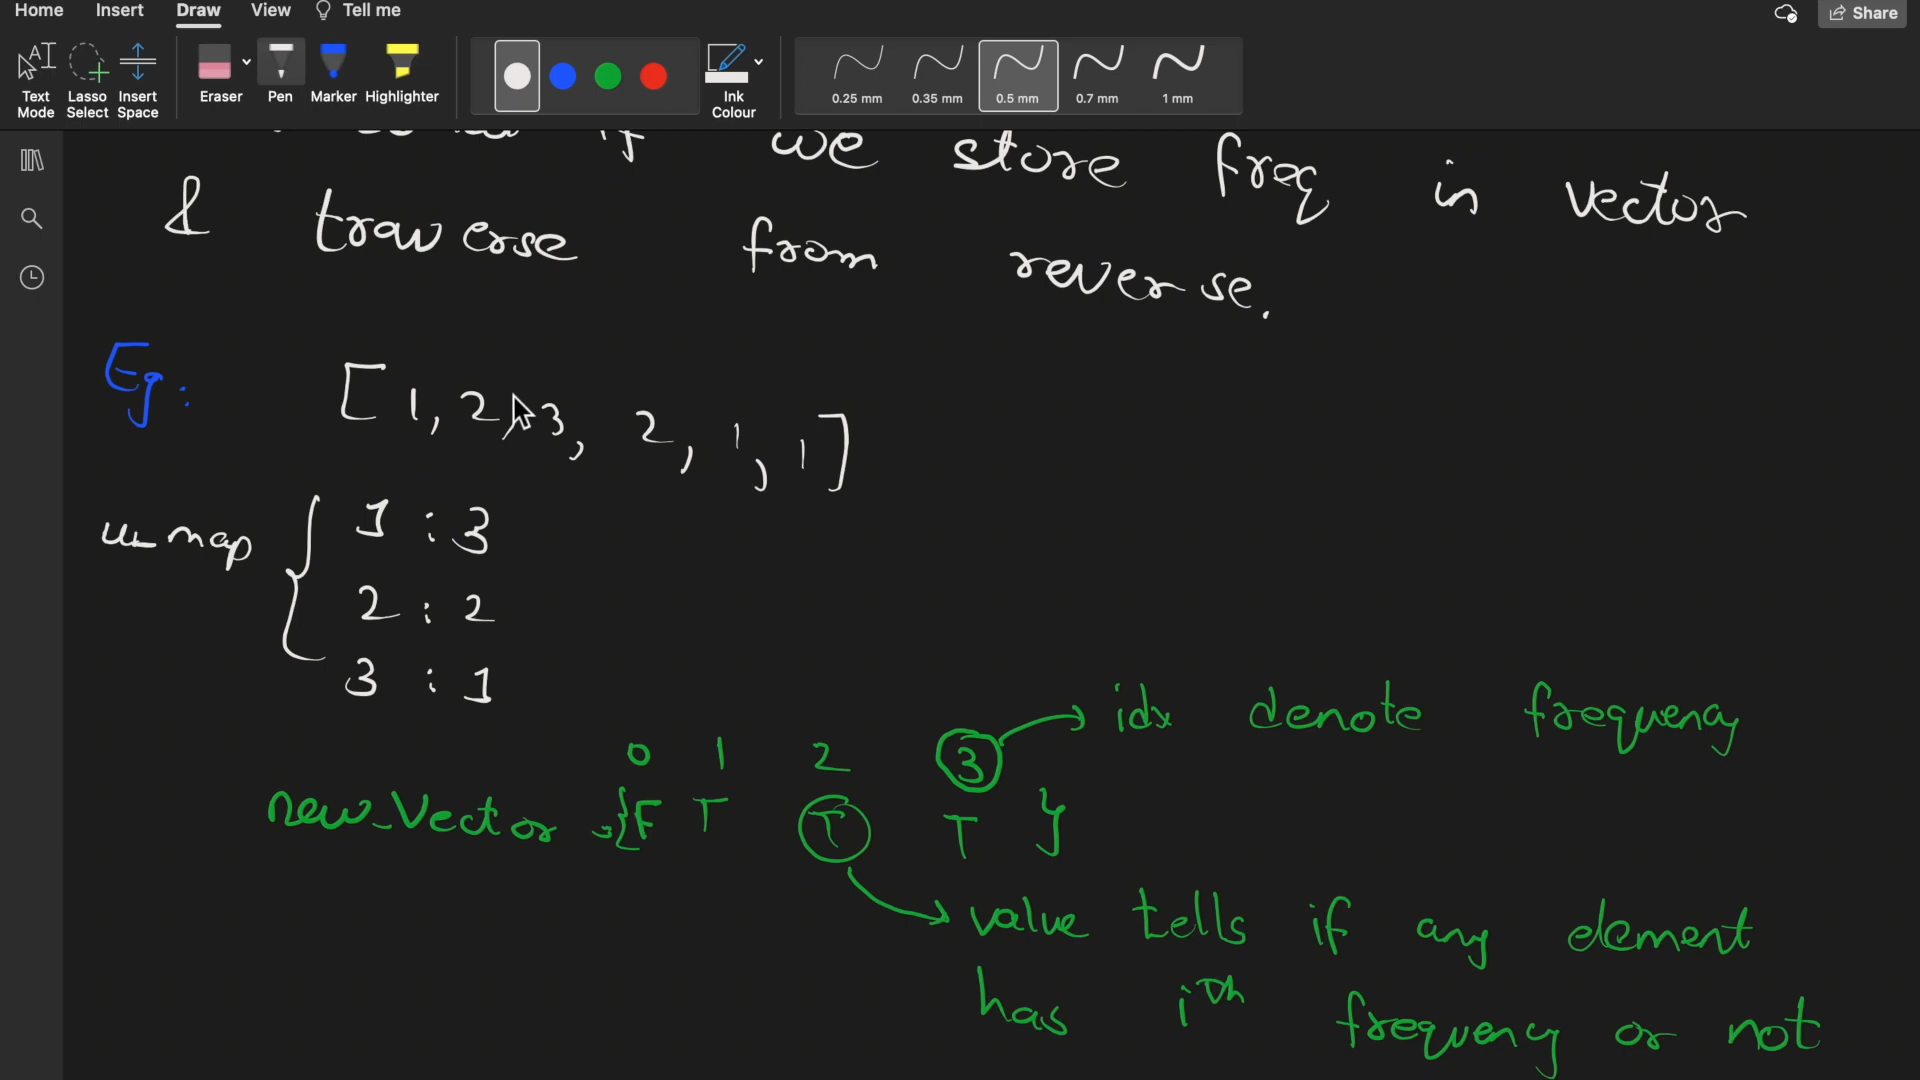 Home Insert Draw View Tell me Share
Text Mode Lasso Select Insert Space Eraser Pen Marker Highlighter Ink Colour 0.25 mm 0.35 mm 0.5 mm 0.7 mm 1 mm
if we store freq in vector
& traverse from reverse.
Eg:
[1, 2, 3, 2, 1, 1]
u_map
1 : 3
2 : 2
3 : 1
0 1 2 3 idx denote frequency
new_Vector {F T T T }
value tells if any element
has ith frequency or not